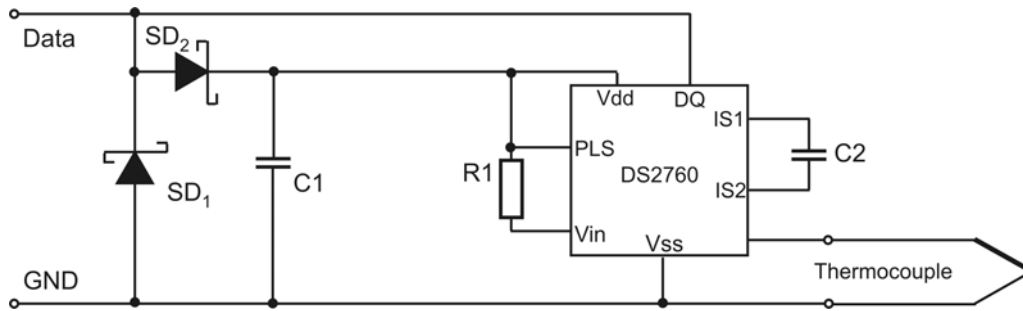 Data
SD2
SD1
C1
R1
Vdd
DQ
PLS
DS2760
Vin
Vss
IS1
IS2
C2
GND
Thermocouple